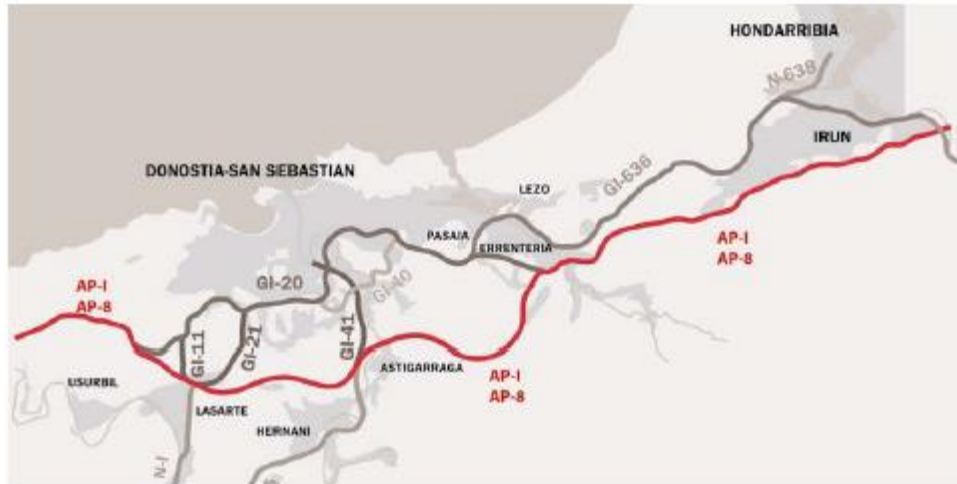 HONDARRIBIA
N-638
IRUN
DONOSTIA-SAN SEBASTIAN
LEZO
GI-636
PASAIA
ERRENTERIA
AP-I
AP-8
AP-I
AP-8
GI-20
GI-40
GI-11
GI-21
GI-41
USURBIL
ASTIGARRAGA
AP-I
AP-8
LASARTE
HERNANI
N-I